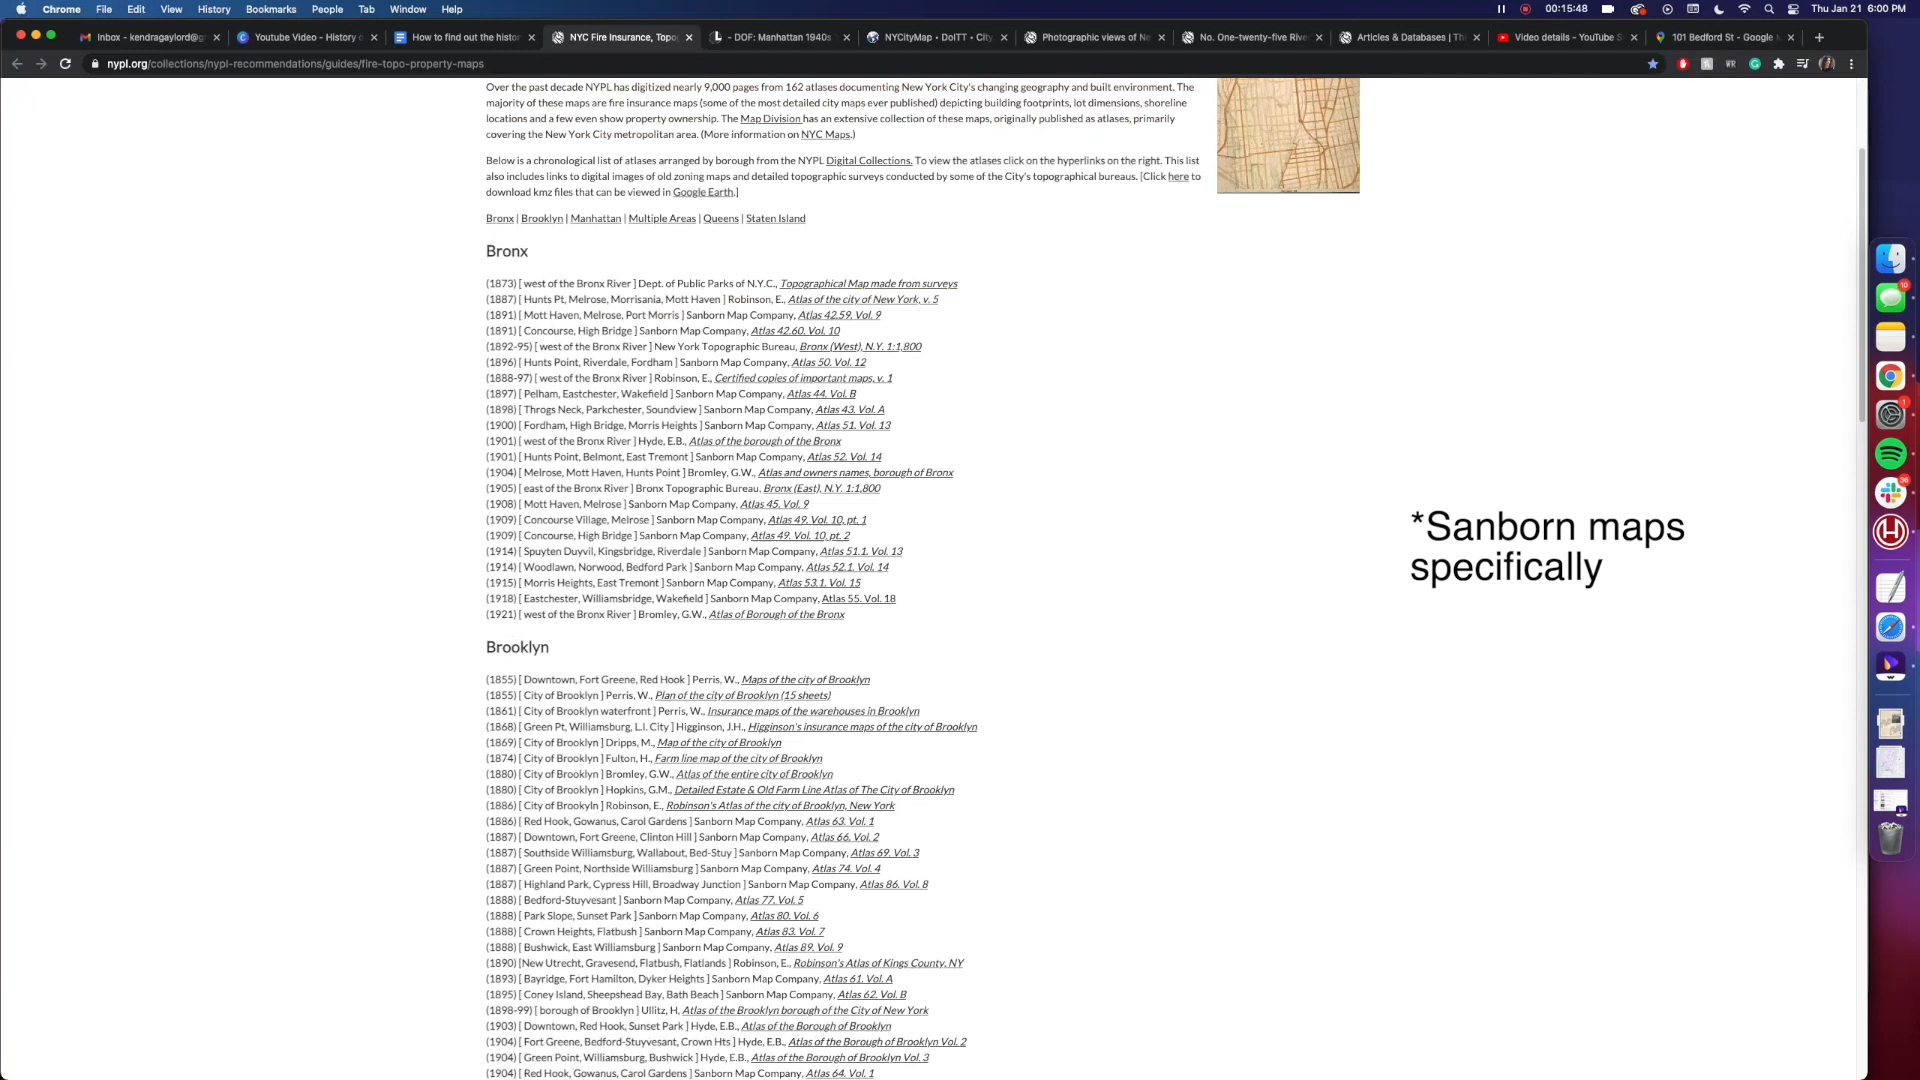 Chrome File Edit View History Bookmarks People Tab Window Help 00:15:48 Thu Jan 21 6:00 PM
Inbox - kendragaylord@g Youtube Video - History How to find out the histor NYC Fire Insurance, Topo - DOF: Manhattan 1940s NYCityMap • DoITT • City Photographic views of Ne No. One-twenty-five Rive Articles & Databases | Th Video details - YouTube S 101 Bedford St - Google
nypl.org/collections/nypl-recommendations/guides/fire-topo-property-maps
Over the past decade NYPL has digitized nearly 9,000 pages from 162 atlases documenting New York City's changing geography and built environment. The
majority of these maps are fire insurance maps (some of the most detailed city maps ever published) depicting building footprints, lot dimensions, shoreline
locations and a few even show property ownership. The Map Division has an extensive collection of these maps, originally published as atlases, primarily
covering the New York City metropolitan area. (More information on NYC Maps.)
Below is a chronological list of atlases arranged by borough from the NYPL Digital Collections. To view the atlases click on the hyperlinks on the right. This list
also includes links to digital images of old zoning maps and detailed topographic surveys conducted by some of the City's topographical bureaus. [Click here to
download kmz files that can be viewed in Google Earth.]
Bronx | Brooklyn | Manhattan | Multiple Areas | Queens | Staten Island
Bronx
(1873) [ west of the Bronx River ] Dept. of Public Parks of N.Y.C., Topographical Map made from surveys
(1887) [ Hunts Pt, Melrose, Morrisania, Mott Haven ] Robinson, E., Atlas of the city of New York, v. 5
(1891) [ Mott Haven, Melrose, Port Morris ] Sanborn Map Company, Atlas 42.59. Vol. 9
(1891) [ Concourse, High Bridge ] Sanborn Map Company, Atlas 42.60. Vol. 10
(1892-95) [ west of the Bronx River ] New York Topographic Bureau, Bronx (West), N.Y. 1:1,800
(1896) [ Hunts Point, Riverdale, Fordham ] Sanborn Map Company, Atlas 50. Vol. 12
(1888-97) [ west of the Bronx River ] Robinson, E., Certified copies of important maps, v. 1
(1897) [ Pelham, Eastchester, Wakefield ] Sanborn Map Company, Atlas 44. Vol. B
(1898) [ Throgs Neck, Parkchester, Soundview ] Sanborn Map Company, Atlas 43. Vol. A
(1900) [ Fordham, High Bridge, Morris Heights ] Sanborn Map Company, Atlas 51. Vol. 13
(1901) [ west of the Bronx River ] Hyde, E.B., Atlas of the borough of the Bronx
(1901) [ Hunts Point, Belmont, East Tremont ] Sanborn Map Company, Atlas 52. Vol. 14
(1904) [ Melrose, Mott Haven, Hunts Point ] Bromley, G.W., Atlas and owners names, borough of Bronx
(1905) [ east of the Bronx River ] Bronx Topographic Bureau, Bronx (East), N.Y. 1:1,800
(1908) [ Mott Haven, Melrose ] Sanborn Map Company, Atlas 45. Vol. 9
(1909) [ Concourse Village, Melrose ] Sanborn Map Company, Atlas 49. Vol. 10, pt. 1
(1909) [ Concourse, High Bridge ] Sanborn Map Company, Atlas 49. Vol. 10, pt. 2
(1914) [ Spuyten Duyvil, Kingsbridge, Riverdale ] Sanborn Map Company, Atlas 51.1. Vol. 13
(1914) [ Woodlawn, Norwood, Bedford Park ] Sanborn Map Company, Atlas 52.1. Vol. 14
(1915) [ Morris Heights, East Tremont ] Sanborn Map Company, Atlas 53.1. Vol. 15
(1918) [ Eastchester, Williamsbridge, Wakefield ] Sanborn Map Company, Atlas 55. Vol. 18
(1921) [ west of the Bronx River ] Bromley, G.W., Atlas of Borough of the Bronx
*Sanborn maps
specifically
Brooklyn
(1855) [ Downtown, Fort Greene, Red Hook ] Perris, W., Maps of the city of Brooklyn
(1855) [ City of Brooklyn ] Perris, W., Plan of the city of Brooklyn (15 sheets)
(1861) [ City of Brooklyn waterfront ] Perris, W., Insurance maps of the warehouses in Brooklyn
(1868) [ Green Pt, Williamsburg, L.I. City ] Higginson, J.H., Higginson's insurance maps of the city of Brooklyn
(1869) [ City of Brooklyn ] Dripps, M., Map of the city of Brooklyn
(1874) [ City of Brooklyn ] Fulton, H., Farm line map of the city of Brooklyn
(1880) [ City of Brooklyn ] Bromley, G.W., Atlas of the entire city of Brooklyn
(1880) [ City of Brooklyn ] Hopkins, G.M., Detailed Estate & Old Farm Line Atlas of The City of Brooklyn
(1886) [ City of Brookyln ] Robinson, E., Robinson's Atlas of the city of Brooklyn, New York
(1886) [ Red Hook, Gowanus, Carol Gardens ] Sanborn Map Company, Atlas 63. Vol. 1
(1887) [ Downtown, Fort Greene, Clinton Hill ] Sanborn Map Company, Atlas 66. Vol. 2
(1887) [ Southside Williamsburg, Wallabout, Bed-Stuy ] Sanborn Map Company, Atlas 69. Vol. 3
(1887) [ Green Point, Northside Williamsburg ] Sanborn Map Company, Atlas 74. Vol. 4
(1887) [ Highland Park, Cypress Hill, Broadway Junction ] Sanborn Map Company, Atlas 86. Vol. 8
(1888) [ Bedford-Stuyvesant ] Sanborn Map Company, Atlas 77. Vol. 5
(1888) [ Park Slope, Sunset Park ] Sanborn Map Company, Atlas 80. Vol. 6
(1888) [ Crown Heights, Flatbush ] Sanborn Map Company, Atlas 83. Vol. 7
(1888) [ Bushwick, East Williamsburg ] Sanborn Map Company, Atlas 89. Vol. 9
(1890) [New Utrecht, Gravesend, Flatbush, Flatlands ] Robinson, E., Robinson's Atlas of Kings County, NY
(1893) [ Bayridge, Fort Hamilton, Dyker Heights ] Sanborn Map Company, Atlas 61. Vol. A
(1895) [ Coney Island, Sheepshead Bay, Bath Beach ] Sanborn Map Company, Atlas 62. Vol. B
(1898-99) [ borough of Brooklyn ] Ullitz, H, Atlas of the Brooklyn borough of the City of New York
(1903) [ Downtown, Red Hook, Sunset Park ] Hyde, E.B., Atlas of the Borough of Brooklyn
(1904) [ Fort Greene, Bedford-Stuyvesant, Crown Hts ] Hyde, E.B., Atlas of the Borough of Brooklyn Vol. 2
(1904) [ Green Point, Williamsburg, Bushwick ] Hyde, E.B., Atlas of the Borough of Brooklyn Vol. 3
(1904) [ Red Hook, Gowanus, Carol Gardens ] Sanborn Map Company, Atlas 64. Vol. 1